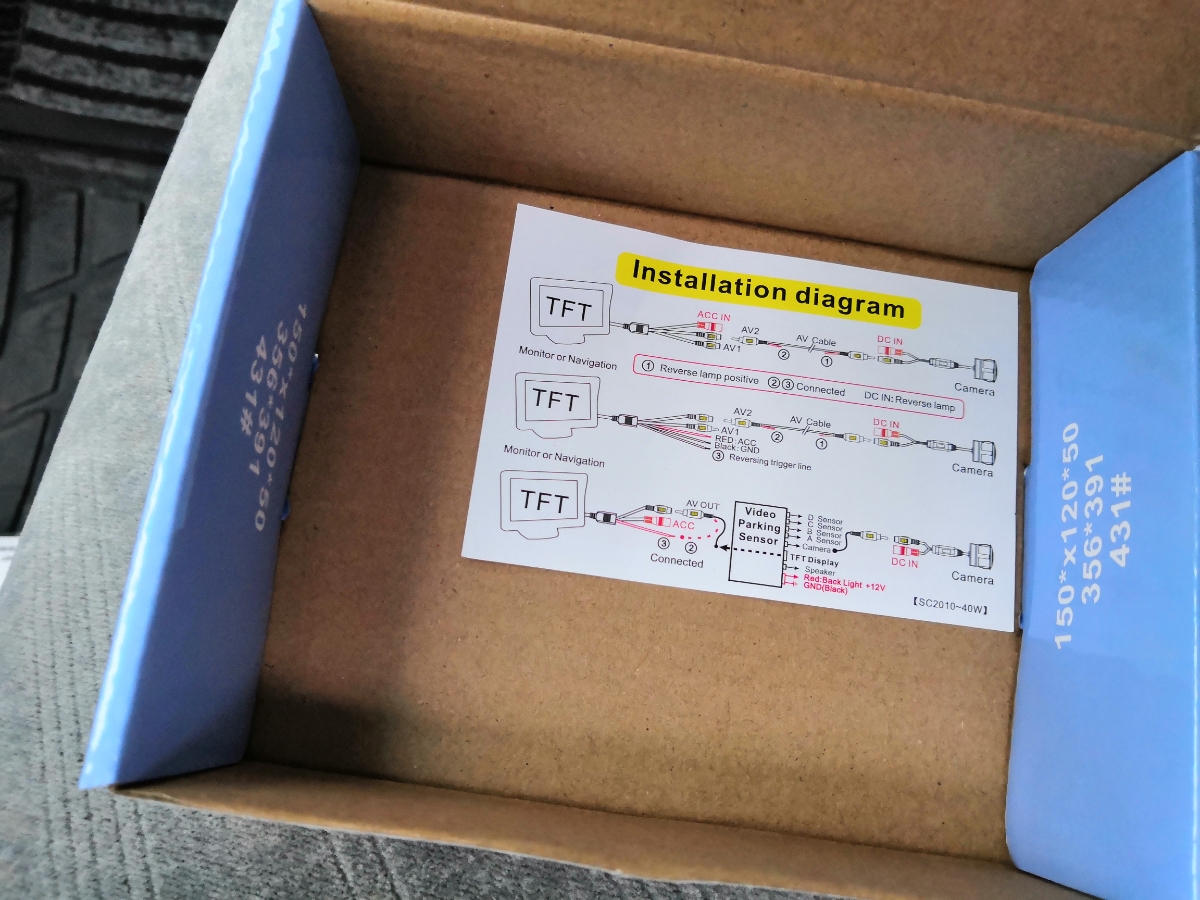 Installation diagram
TFT
ACC IN
AV2
AV1
②
AV Cable
①
DC IN
Camera
Monitor or Navigation
① Reverse lamp positive ②③ Connected DC IN: Reverse lamp
TFT
AV2
AV1
RED: ACC
Black: GND
③ Reversing trigger line
②
AV Cable
①
DC IN
Camera
Monitor or Navigation
TFT
AV OUT
ACC
③
②
Connected
Video
Parking
Sensor
D Sensor
C Sensor
B Sensor
A Sensor
Camera
TFT Display
Speaker
Red:Back Light +12V
GND(Black)
DC IN
Camera
【SC2010~40W】
150*x120*50
356*391
431#
150*x120*50
356*391
431#